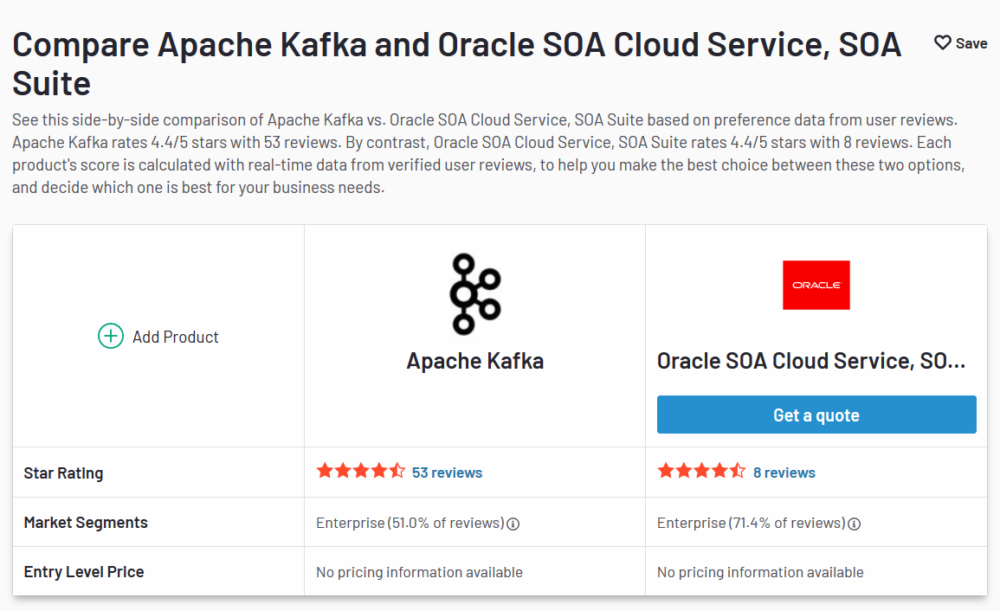 Compare Apache Kafka and Oracle SOA Cloud Service, SOA
Suite
Save
See this side-by-side comparison of Apache Kafka vs. Oracle SOA Cloud Service, SOA Suite based on preference data from user reviews.
Apache Kafka rates 4.4/5 stars with 53 reviews. By contrast, Oracle SOA Cloud Service, SOA Suite rates 4.4/5 stars with 8 reviews. Each
product's score is calculated with real-time data from verified user reviews, to help you make the best choice between these two options,
and decide which one is best for your business needs.
Add Product
Apache Kafka
ORACLE
Oracle SOA Cloud Service, SO...
Get a quote
Star Rating
53 reviews
8 reviews
Market Segments
Enterprise (51.0% of reviews)
Enterprise (71.4% of reviews)
Entry Level Price
No pricing information available
No pricing information available